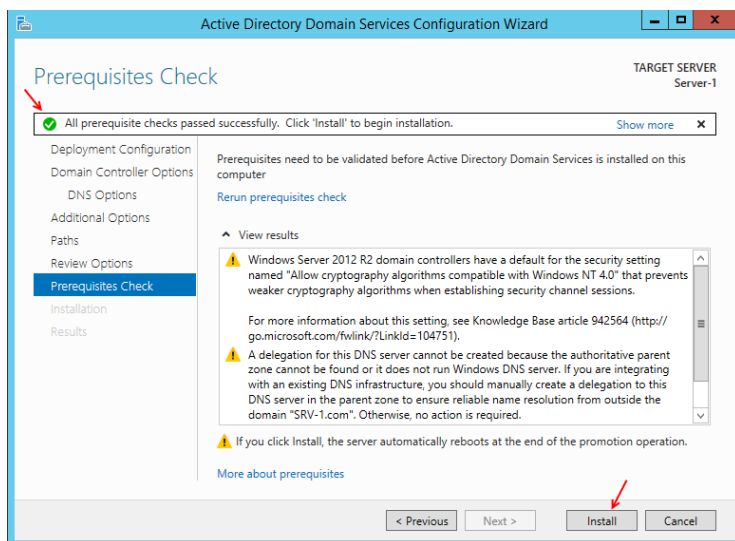 Active Directory Domain Services Configuration Wizard
Prerequisites Check
TARGET SERVER
Server-1
All prerequisite checks passed successfully. Click 'Install' to begin installation.
Show more
Deployment Configuration
Domain Controller Options
DNS Options
Additional Options
Paths
Review Options
Prerequisites Check
Installation
Results
Prerequisites need to be validated before Active Directory Domain Services is installed on this
computer
Rerun prerequisites check
View results
Windows Server 2012 R2 domain controllers have a default for the security setting
named "Allow cryptography algorithms compatible with Windows NT 4.0" that prevents
weaker cryptography algorithms when establishing security channel sessions.
For more information about this setting, see Knowledge Base article 942564 (http://
go.microsoft.com/fwlink/?LinkId=104751).
A delegation for this DNS server cannot be created because the authoritative parent
zone cannot be found or it does not run Windows DNS server. If you are integrating
with an existing DNS infrastructure, you should manually create a delegation to this
DNS server in the parent zone to ensure reliable name resolution from outside the
domain "SRV-1.com". Otherwise, no action is required.
If you click Install, the server automatically reboots at the end of the promotion operation.
More about prerequisites
< Previous
Next >
Install
Cancel